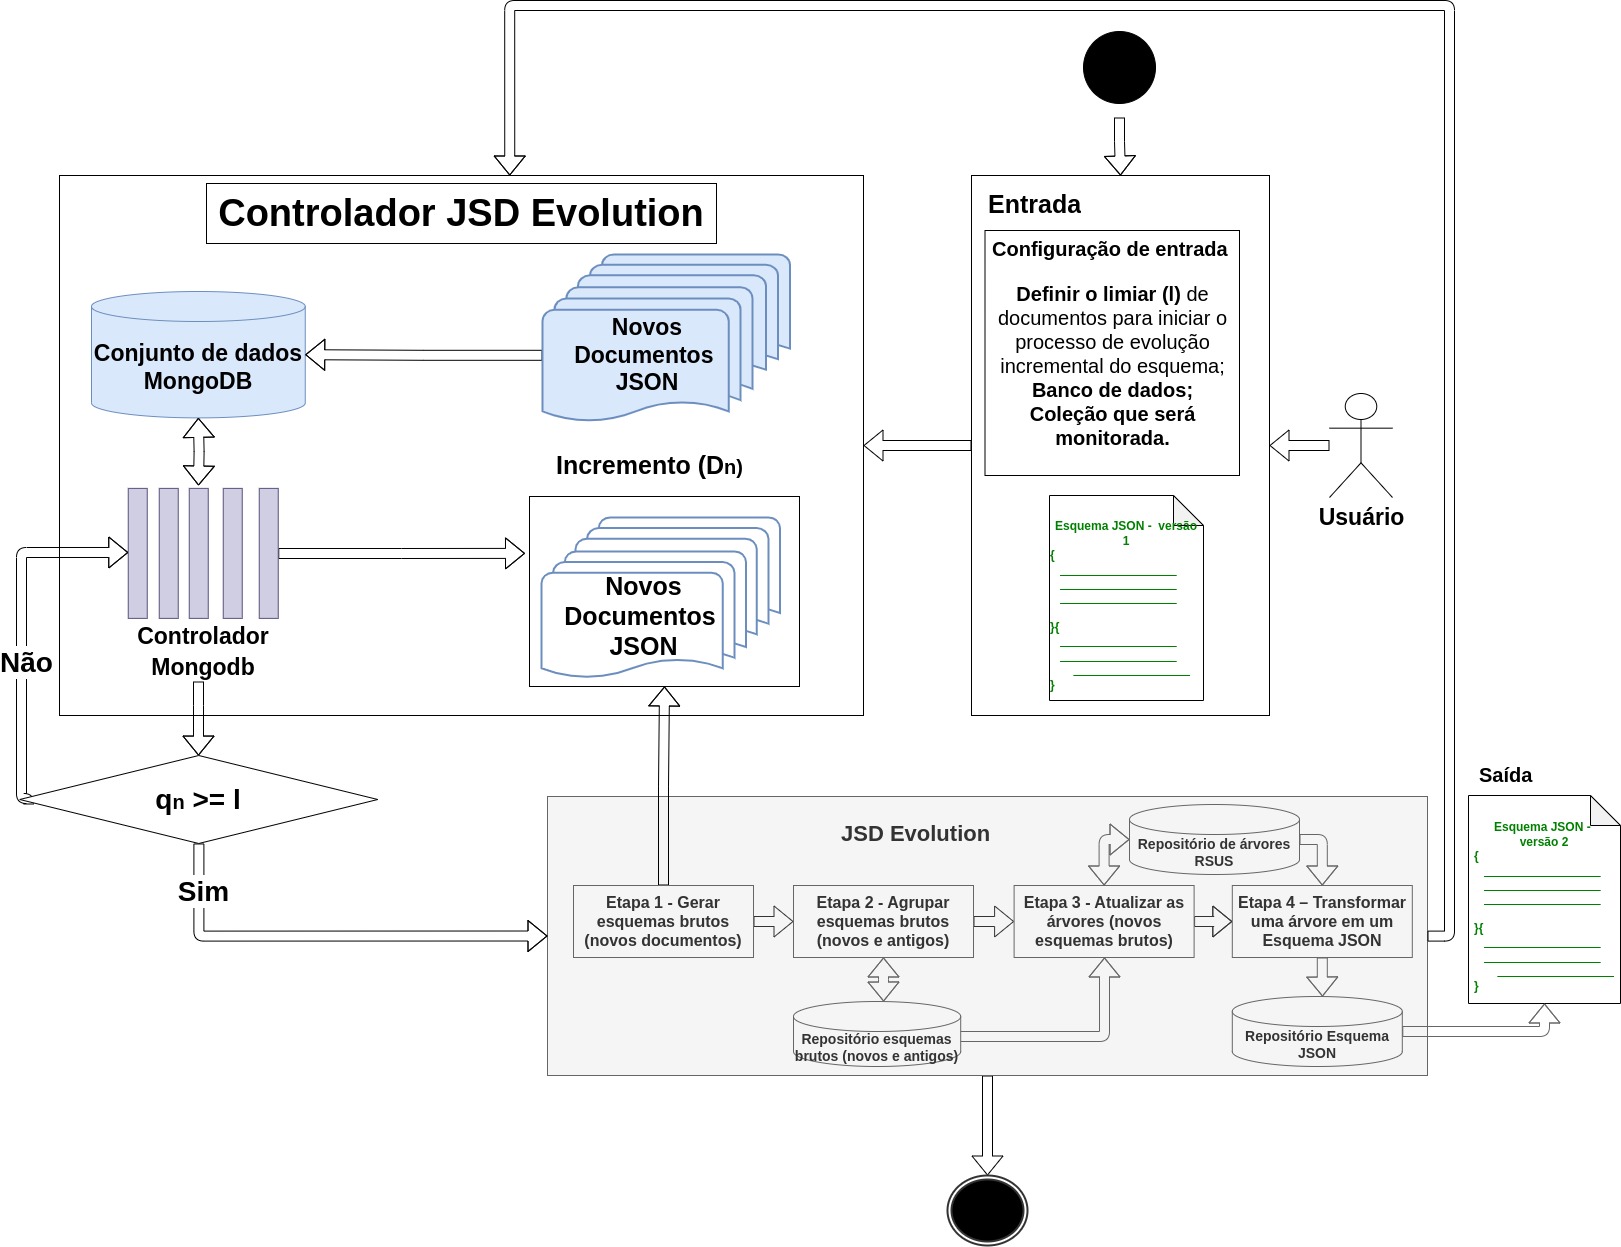 Controlador JSD Evolution
Conjunto de dados
MongoDB
Novos
Documentos
JSON
Incremento (Dn)
Novos
Documentos
JSON
Controlador
Mongodb
Não
qn >= l
Sim
Entrada
Configuração de entrada
Definir o limiar (l) de
documentos para iniciar o
processo de evolução
incremental do esquema;
Banco de dados;
Coleção que será
monitorada.
Esquema JSON - versão
1
{
}{
}
Usuário
JSD Evolution
Repositório de árvores
RSUS
Etapa 1 - Gerar
esquemas brutos
(novos documentos)
Etapa 2 - Agrupar
esquemas brutos
(novos e antigos)
Etapa 3 - Atualizar as
árvores (novos
esquemas brutos)
Etapa 4 – Transformar
uma árvore em um
Esquema JSON
Repositório esquemas
brutos (novos e antigos)
Repositório Esquema
JSON
Saída
Esquema JSON -
versão 2
{
}{
}